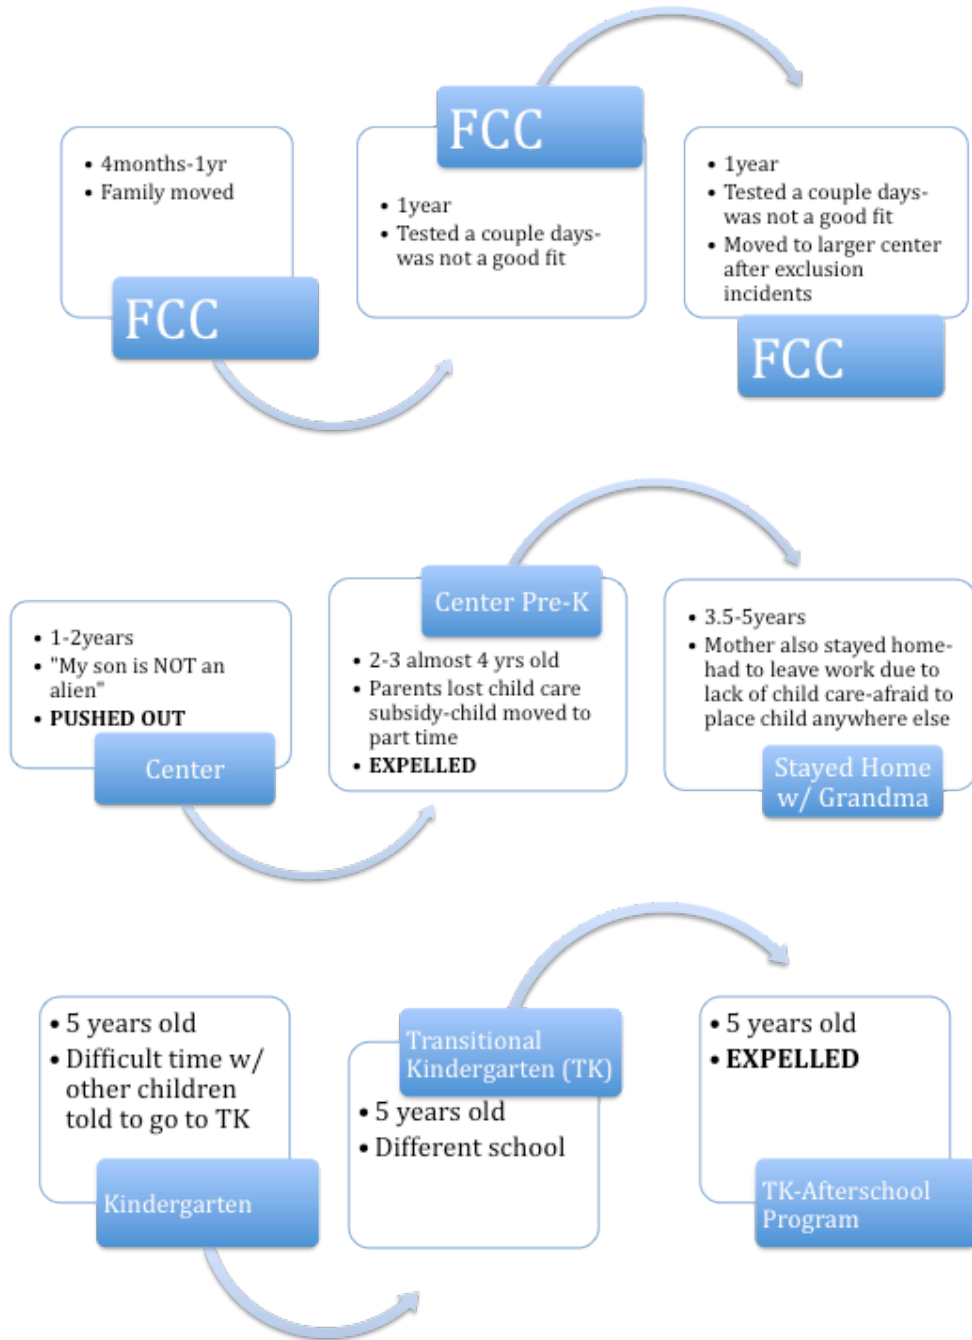 • 4months-1yr
• Family moved
FCC
FCC
• 1year
• Tested a couple days-
was not a good fit
• 1year
• Tested a couple days-
was not a good fit
• Moved to larger center
after exclusion
incidents
FCC
• 1-2years
• "My son is NOT an
alien"
• PUSHED OUT
Center
Center Pre-K
• 2-3 almost 4 yrs old
• Parents lost child care
subsidy-child moved to
part time
• EXPELLED
• 3.5-5years
• Mother also stayed home-
had to leave work due to
lack of child care-afraid to
place child anywhere else
Stayed Home
w/ Grandma
• 5 years old
• Difficult time w/
other children
told to go to TK
Kindergarten
Transitional
Kindergarten (TK)
• 5 years old
• Different school
• 5 years old
• EXPELLED
TK-Afterschool
Program